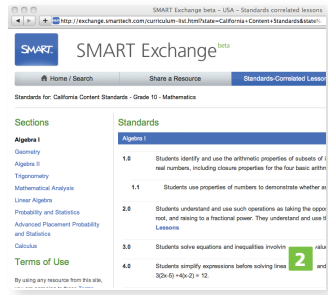 SMART Exchange beta – USA – Standards correlated lessons
http://exchange.smarttech.com/curriculum-list.html?state=California+Content+Standards&stateN
SMART
SMART Exchange beta
Home / Search
Share a Resource
Standards-Correlated Lesson
Standards for: California Content Standards - Grade 10 - Mathematics
Sections
Algebra I
Geometry
Algebra II
Trigonometry
Mathematical Analysis
Linear Algebra
Probability and Statistics
Advanced Placement Probability
and Statistics
Calculus
Terms of Use
By using any resource from this site,
Standards
Algebra I
1.0 Students identify and use the arithmetic properties of subsets of
real numbers, including closure properties for the four basic arithm
1.1 Students use properties of numbers to demonstrate whether as
2.0 Students understand and use such operations as taking the oppo
root, and raising to a fractional power. They understand and use t
Lessons
3.0 Students solve equations and inequalities involving value
4.0 Students simplify expressions before solving linea and
3(2x-5) +4(x-2) = 12.
2